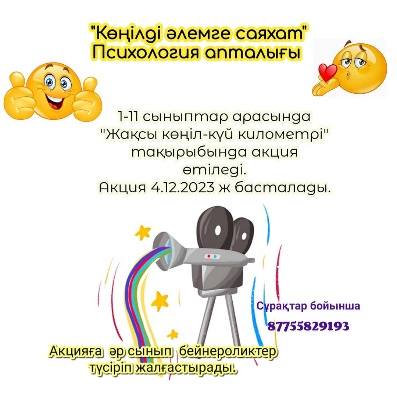 "Көңілді әлемге саяхат"
Психология апталығы
1-11 сыныптар арасында
"Жақсы көңіл-күй километрі"
тақырыбында акция
өтіледі.
Акция 4.12.2023 ж басталады.
Сұрақтар бойынша
87755829193
Акцияға әр сынып бейнероликтер
түсіріп жалғастырады.